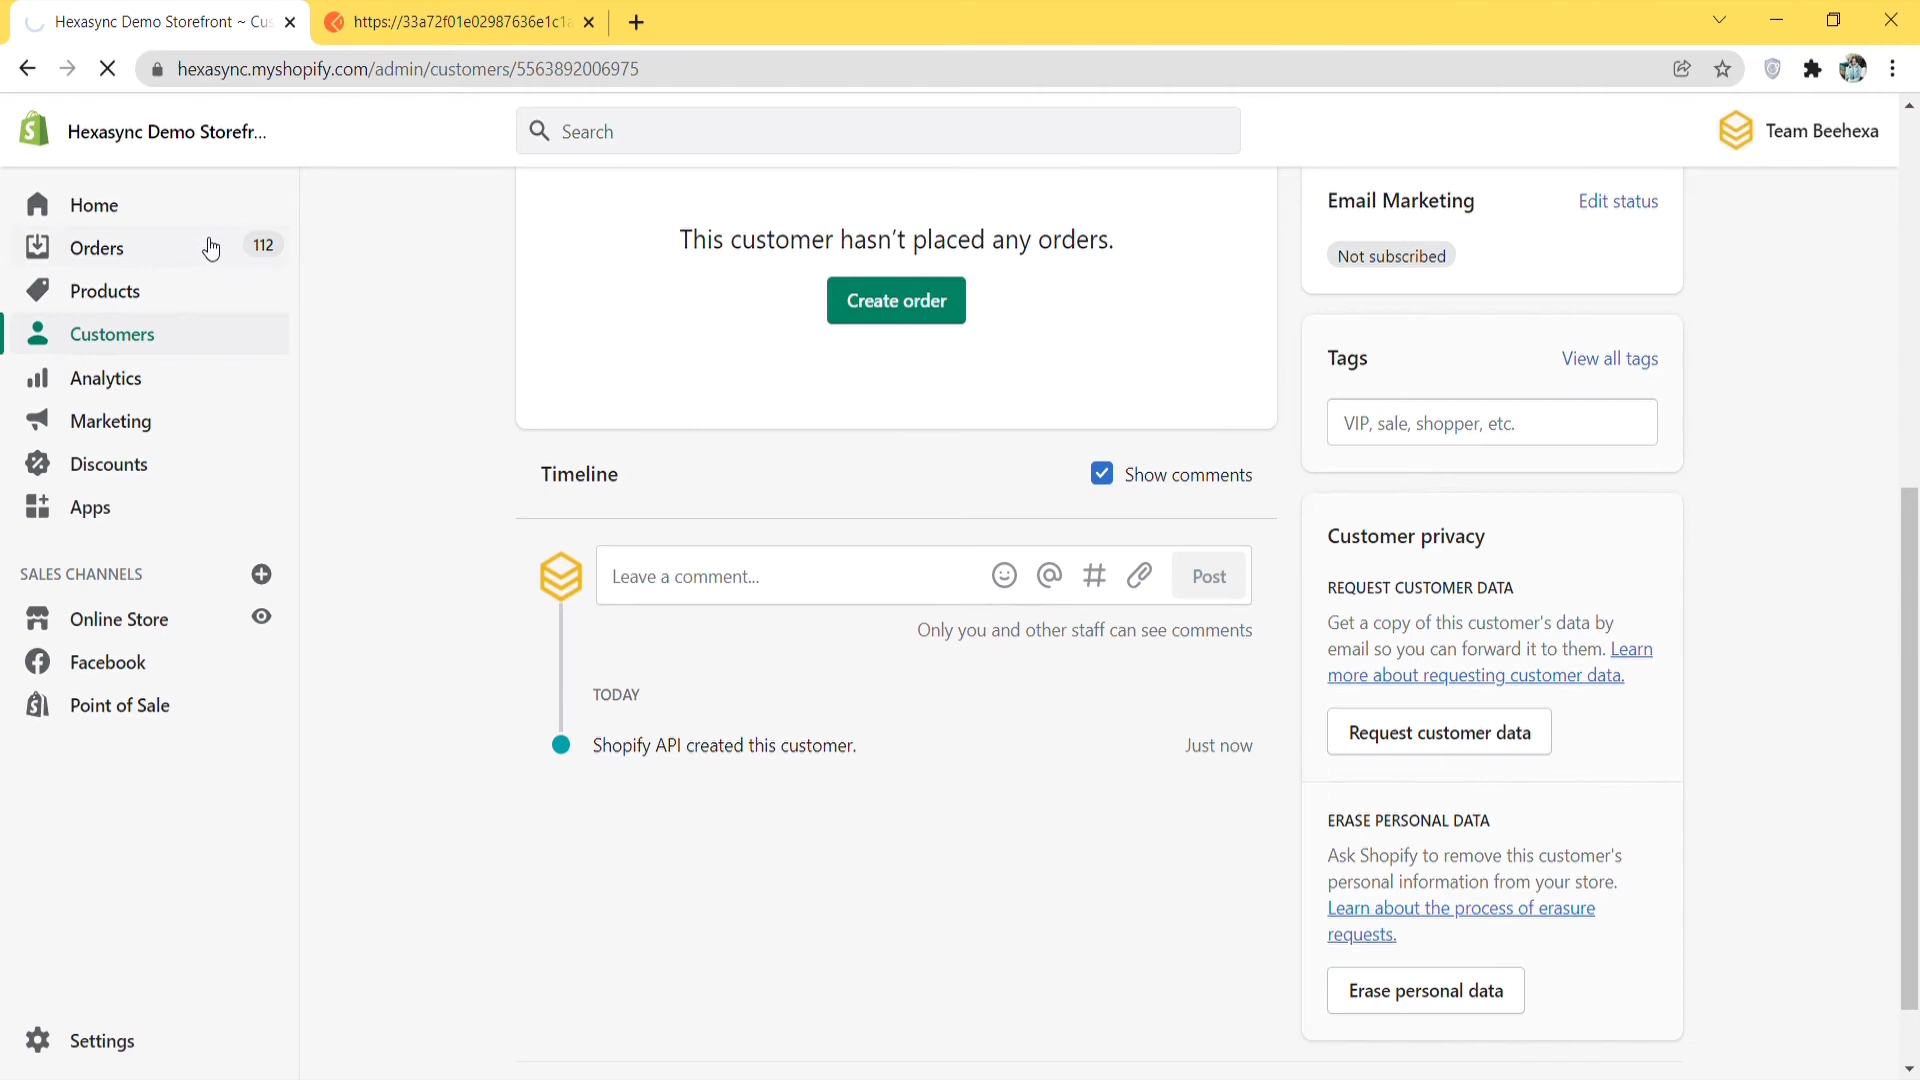 Hexasync Demo Storefront ~ Cus
https://33a72f01e02987636e1c1a
hexasync.myshopify.com/admin/customers/5563892006975
Hexasync Demo Storefr...
Search
Team Beehexa
Home
Orders
112
Products
Customers
Analytics
Marketing
Discounts
Apps
SALES CHANNELS
Online Store
Facebook
Point of Sale
Settings
This customer hasn't placed any orders.
Create order
Timeline
Show comments
Leave a comment...
Post
Only you and other staff can see comments
TODAY
Shopify API created this customer.
Just now
Email Marketing
Edit status
Not subscribed
Tags
View all tags
VIP, sale, shopper, etc.
Customer privacy
REQUEST CUSTOMER DATA
Get a copy of this customer's data by
email so you can forward it to them. Learn
more about requesting customer data.
Request customer data
ERASE PERSONAL DATA
Ask Shopify to remove this customer's
personal information from your store.
Learn about the process of erasure
requests.
Erase personal data